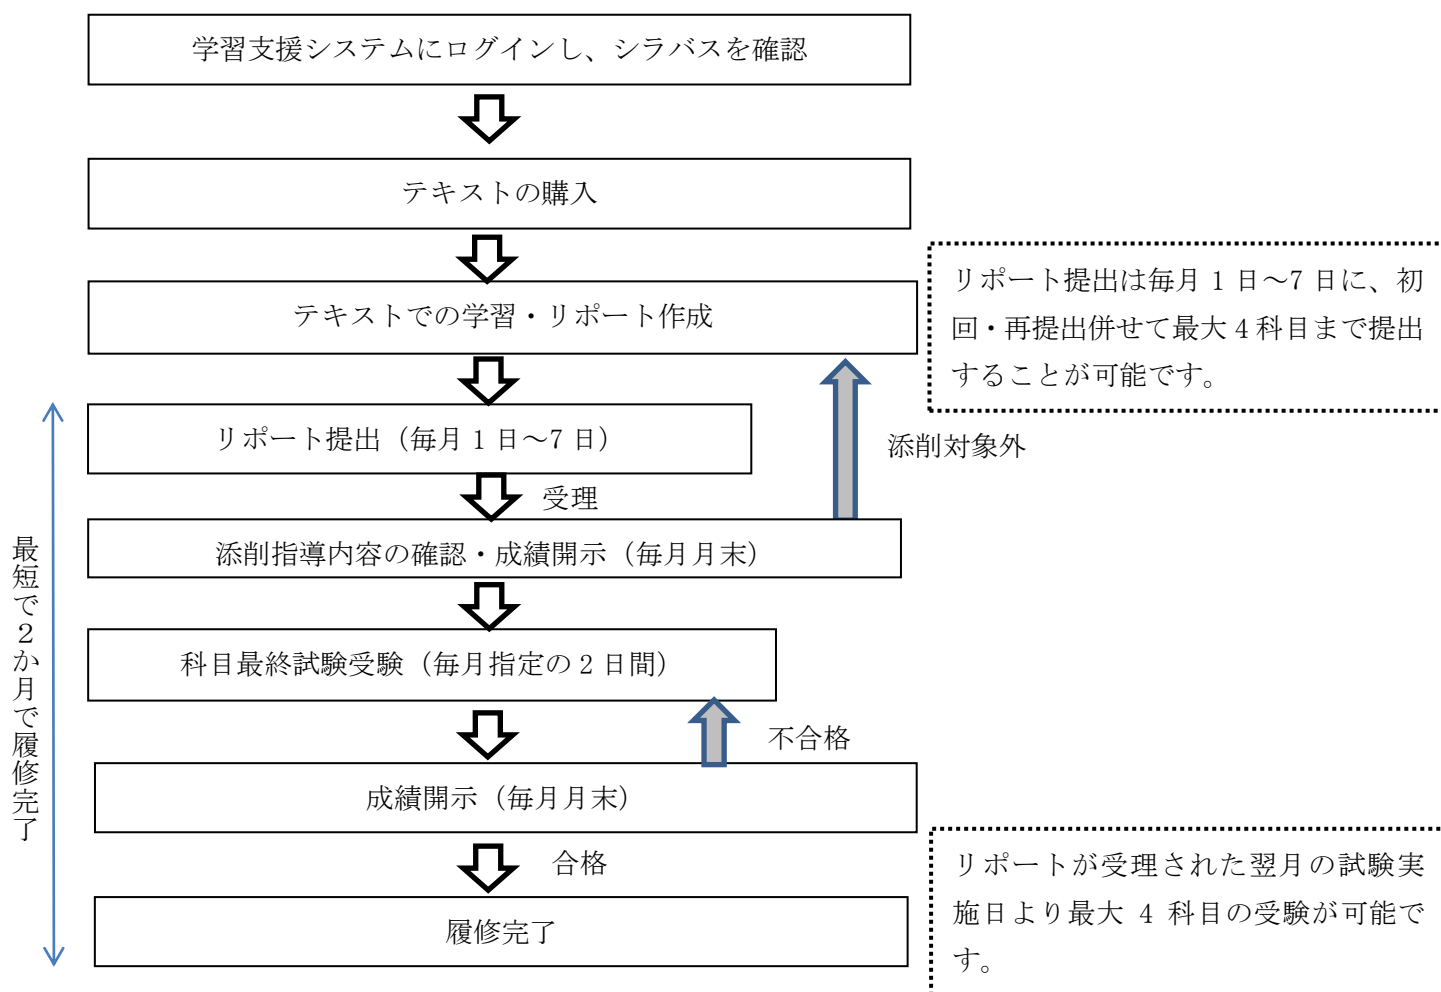 学習支援システムにログインし、シラバスを確認
テキストの購入
テキストでの学習・リポート作成
リポート提出は毎月1日～7日に、初
回・再提出併せて最大4科目まで提出
することが可能です。
リポート提出（毎月1日～7日）
添削対象外
受理
添削指導内容の確認・成績開示（毎月月末）
科目最終試験受験（毎月指定の2日間）
不合格
成績開示（毎月月末）
合格
履修完了
最短で２か月で履修完了
リポートが受理された翌月の試験実
施日より最大 4 科目の受験が可能で
す。